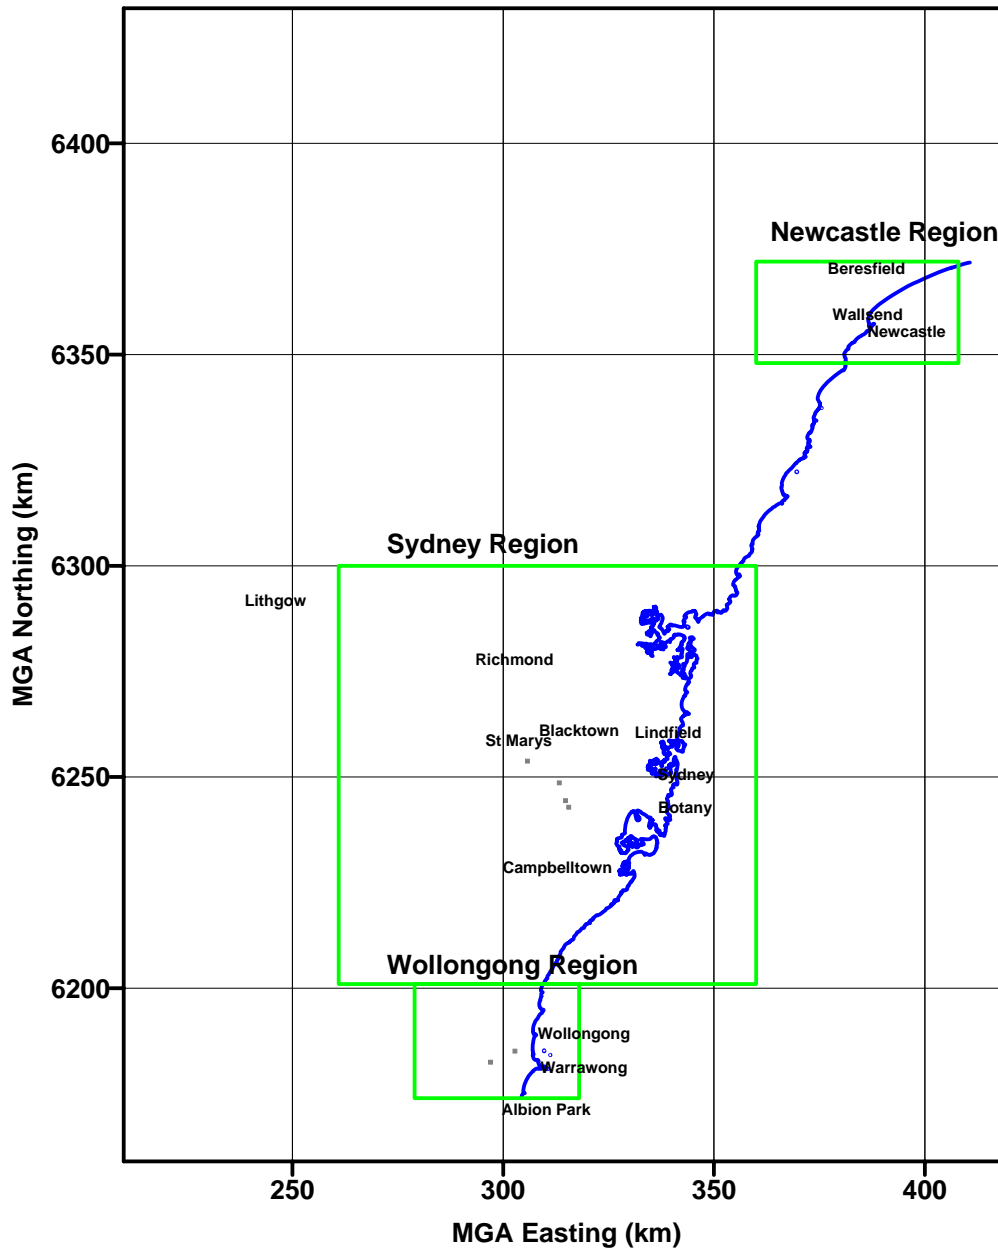 6400
Newcastle Region
Beresfield
Wallsend
Newcastle
6350
MGA Northing (km)
Sydney Region
6300
Lithgow
Richmond
Blacktown
Lindfield
St Marys
6250
Sydney
Botany
Campbelltown
Wollongong Region
6200
Wollongong
Warrawong
Albion Park
250 300 350 400
MGA Easting (km)